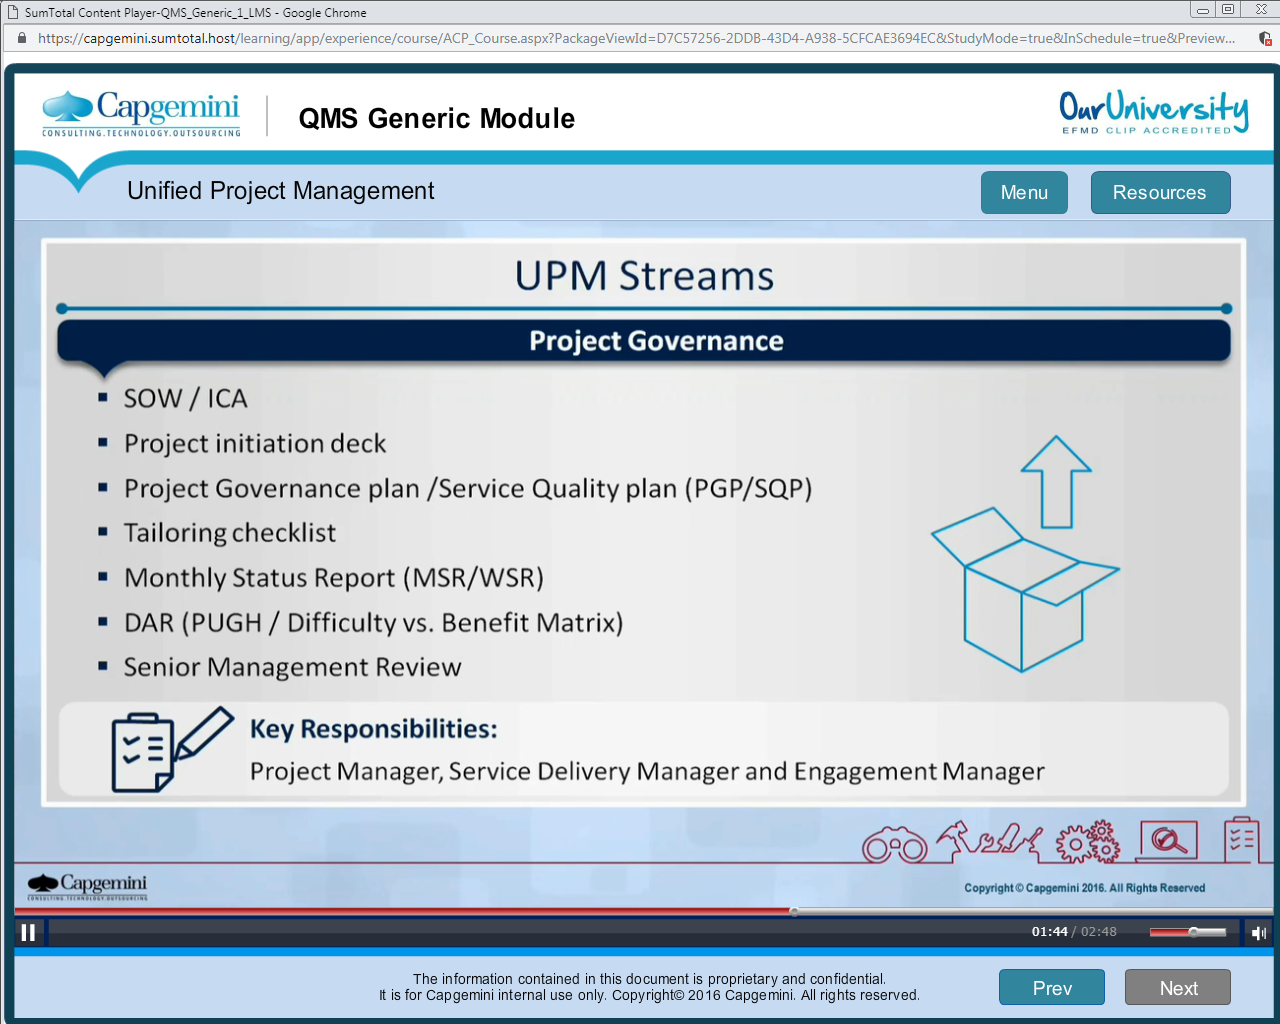 SumTotal Content Player-QMS_Generic_1_LMS - Google Chrome
https://capgemini.sumtotal.host/learning/app/experience/course/ACP_Course.aspx?PackageViewId=D7C57256-2DDB-43D4-A938-5CFCAE3694EC&StudyMode=true&InSchedule=true&Preview...
Capgemini
CONSULTING.TECHNOLOGY.OUTSOURCING
QMS Generic Module
OurUniversity
EFMD CLIP ACCREDITED
Unified Project Management
Menu
Resources
UPM Streams
Project Governance
▪ SOW / ICA
▪ Project initiation deck
▪ Project Governance plan /Service Quality plan (PGP/SQP)
▪ Tailoring checklist
▪ Monthly Status Report (MSR/WSR)
▪ DAR (PUGH / Difficulty vs. Benefit Matrix)
▪ Senior Management Review
Key Responsibilities:
Project Manager, Service Delivery Manager and Engagement Manager
Capgemini
CONSULTING.TECHNOLOGY.OUTSOURCING
Copyright © Capgemini 2016. All Rights Reserved
01:44 / 02:48
The information contained in this document is proprietary and confidential.
It is for Capgemini internal use only. Copyright© 2016 Capgemini. All rights reserved.
Prev
Next